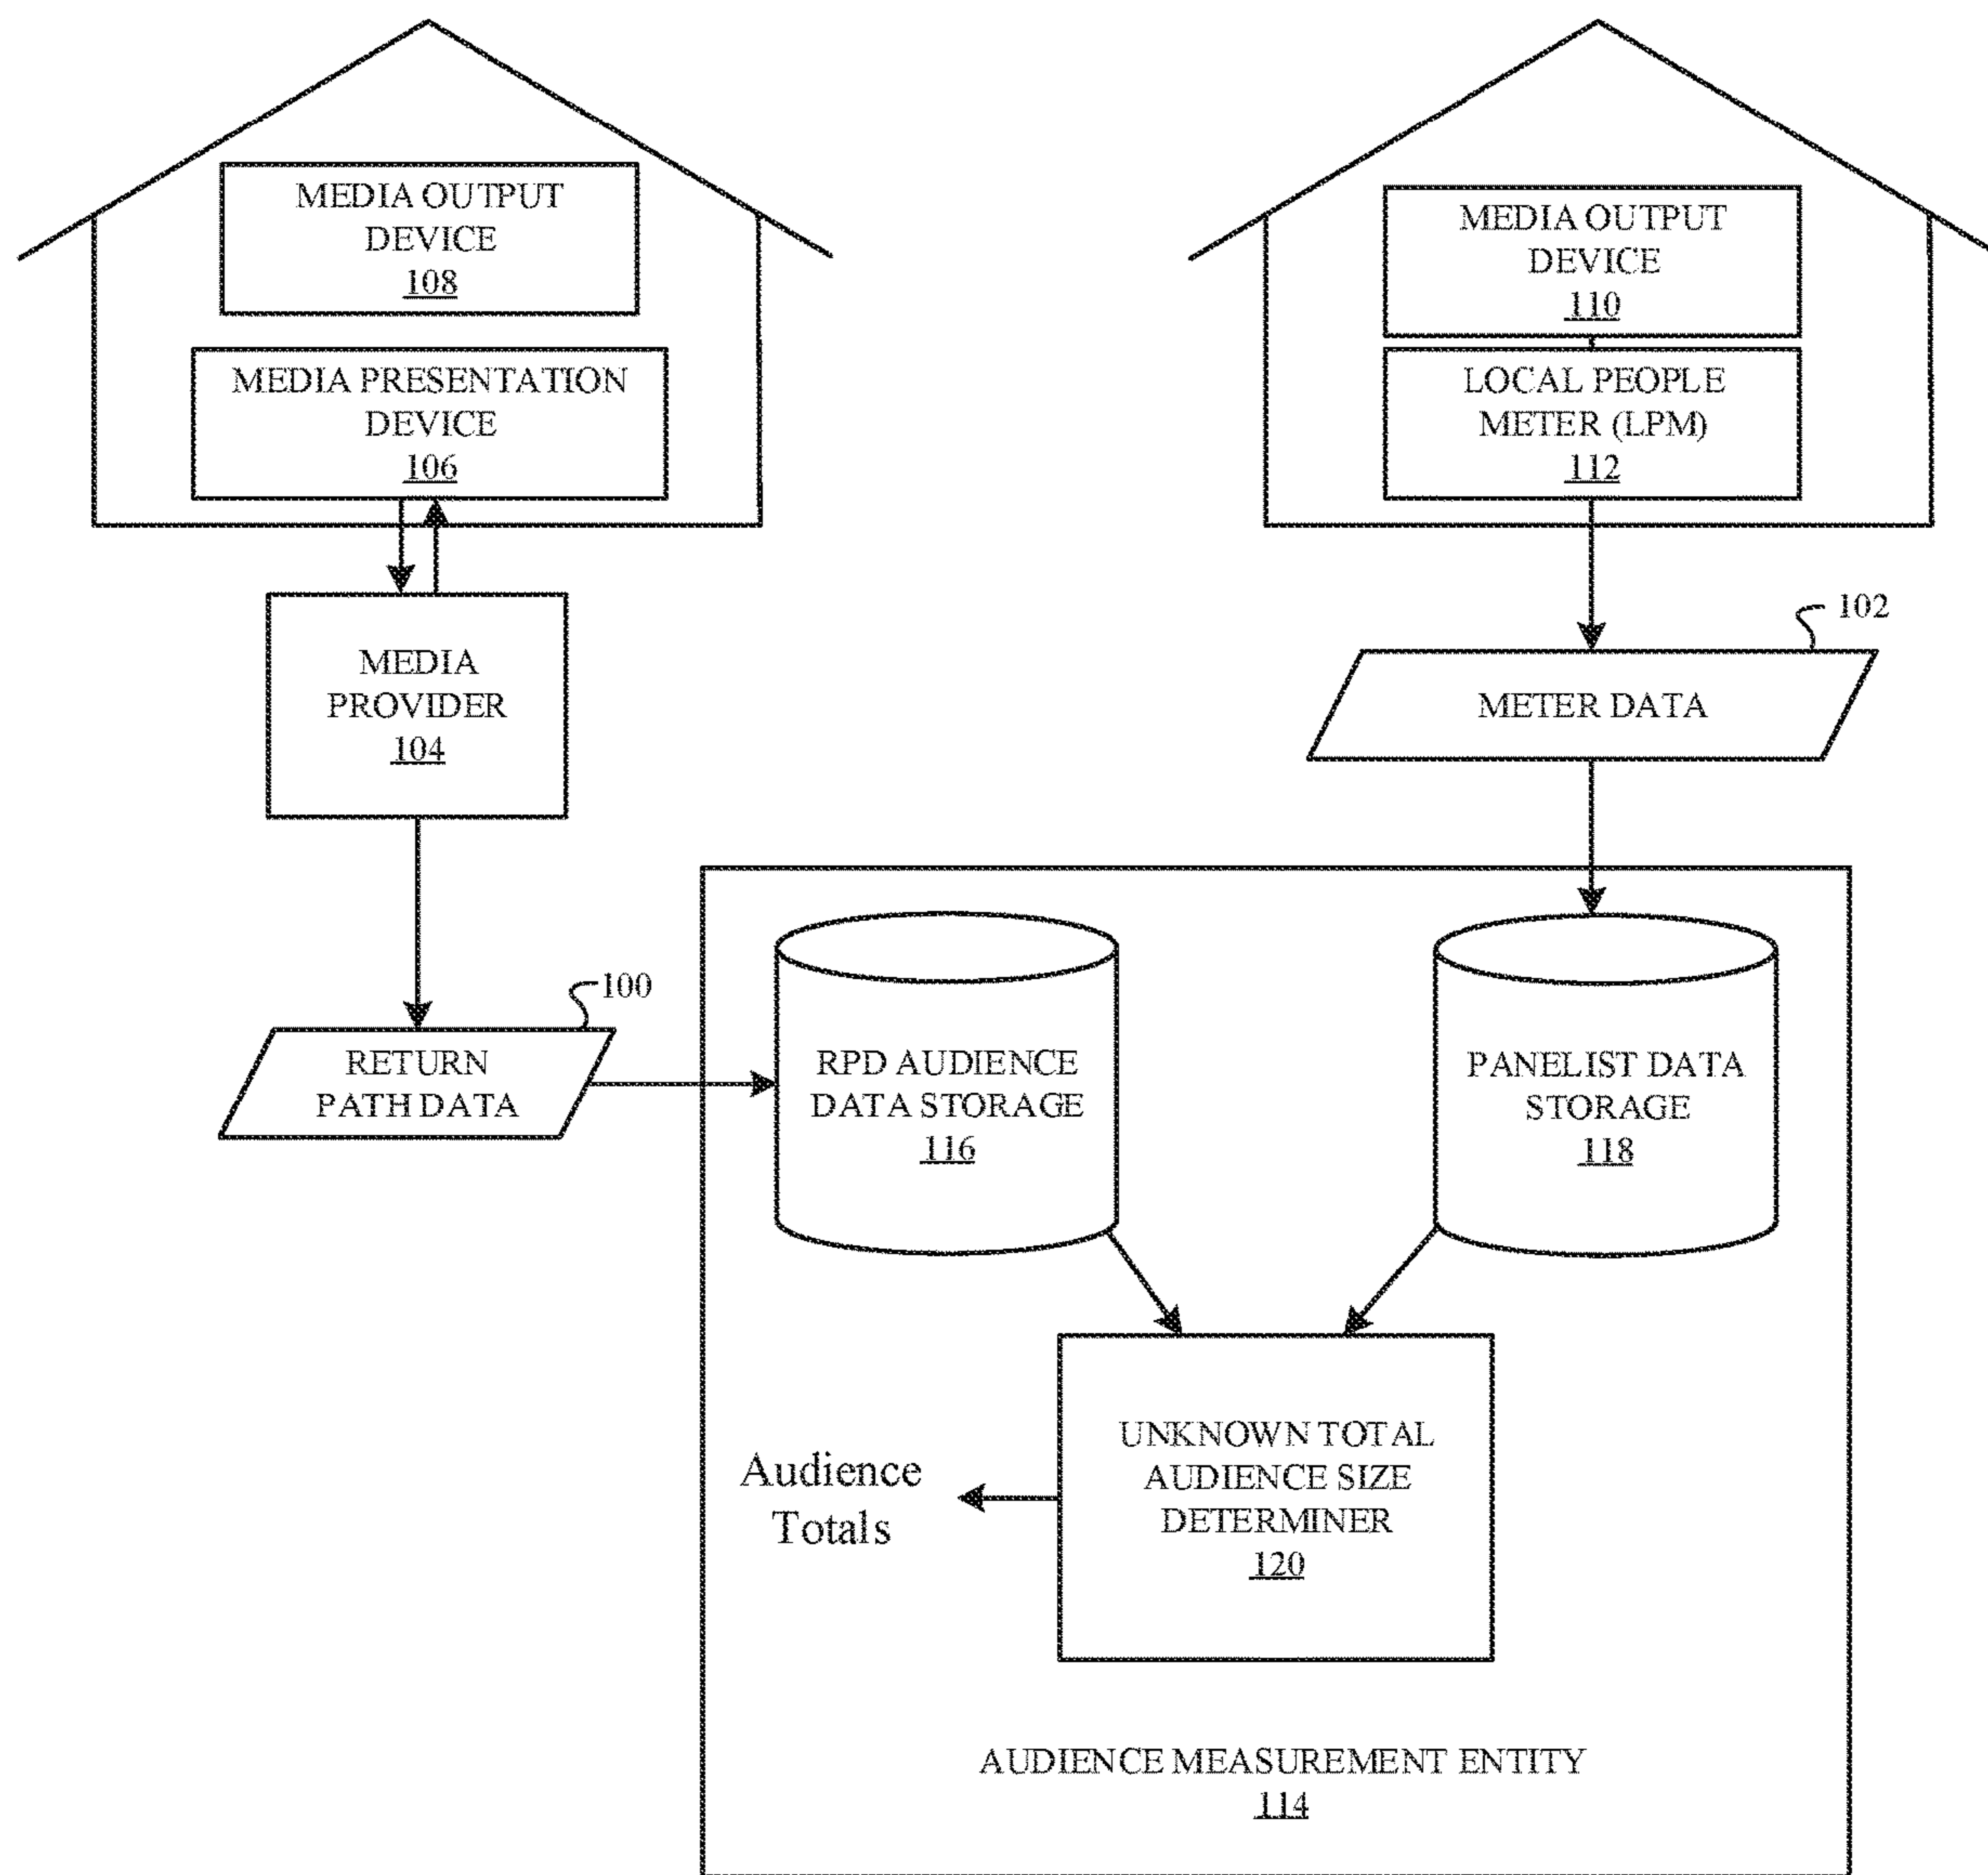 MEDIA OUTPUT
DEVICE
108
MEDIA PRESENTATION
DEVICE
106
MEDIA OUTPUT
DEVICE
110
LOCAL PEOPLE
METER (LPM)
112
MEDIA
PROVIDER
104
102
METER DATA
100
RETURN
PATH DATA
RPD AUDIENCE
DATA STORAGE
116
PANELIST DATA
STORAGE
118
UNKNOWN TOTAL
AUDIENCE SIZE
DETERMINER
120
Audience
Totals
AUDIENCE MEASUREMENT ENTITY
114